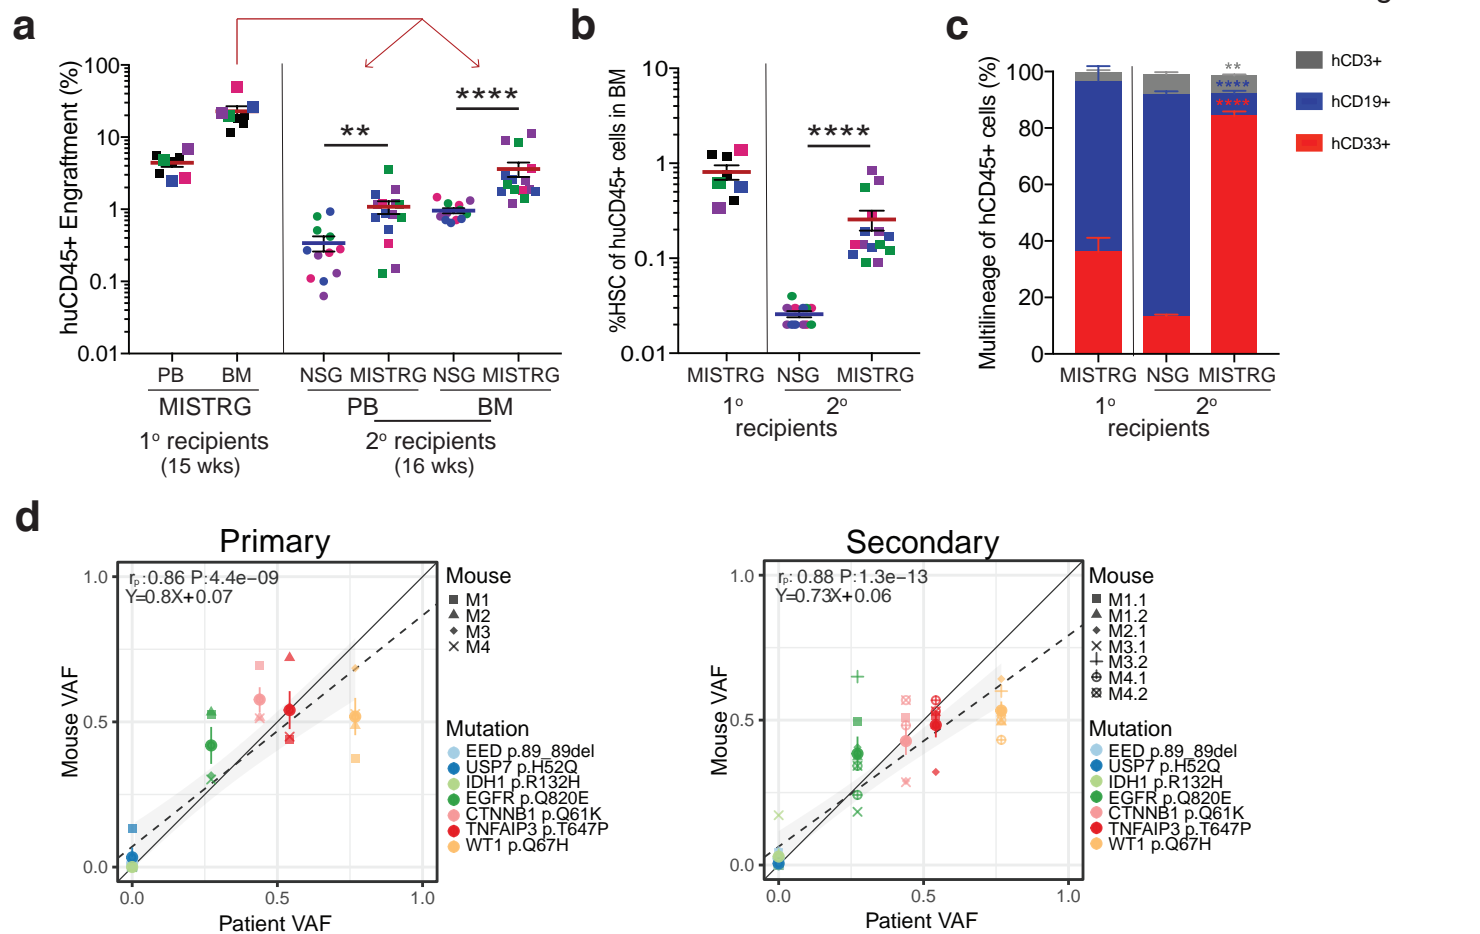 a
huCD45+ Engraftment (%)
100
10
1
0.1
0.01
**
****
PB BM NSG MISTRG NSG MISTRG
MISTRG PB BM
1º recipients 2º recipients
(15 wks) (16 wks)
b
%HSC of huCD45+ cells in BM
10
1
0.1
0.01
****
MISTRG NSG MISTRG
1º 2º
recipients
c
Multilineage of hCD45+ cells (%)
100
80
60
40
20
0
**
****
****
MISTRG NSG MISTRG
1º 2º
recipients
hCD3+
hCD19+
hCD33+
d
Primary
rP:0.86 P:4.4e−09
Y=0.8X+0.07
Mouse VAF
1.0
0.5
0.0
0.0 0.5 1.0
Patient VAF
Mouse
M1
M2
M3
M4
Mutation
EED p.89_89del
USP7 p.H52Q
IDH1 p.R132H
EGFR p.Q820E
CTNNB1 p.Q61K
TNFAIP3 p.T647P
WT1 p.Q67H
Secondary
rP:0.88 P:1.3e−13
Y=0.73X+0.06
Mouse VAF
1.0
0.5
0.0
0.0 0.5 1.0
Patient VAF
Mouse
M1.1
M1.2
M2.1
M3.1
M3.2
M4.1
M4.2
Mutation
EED p.89_89del
USP7 p.H52Q
IDH1 p.R132H
EGFR p.Q820E
CTNNB1 p.Q61K
TNFAIP3 p.T647P
WT1 p.Q67H